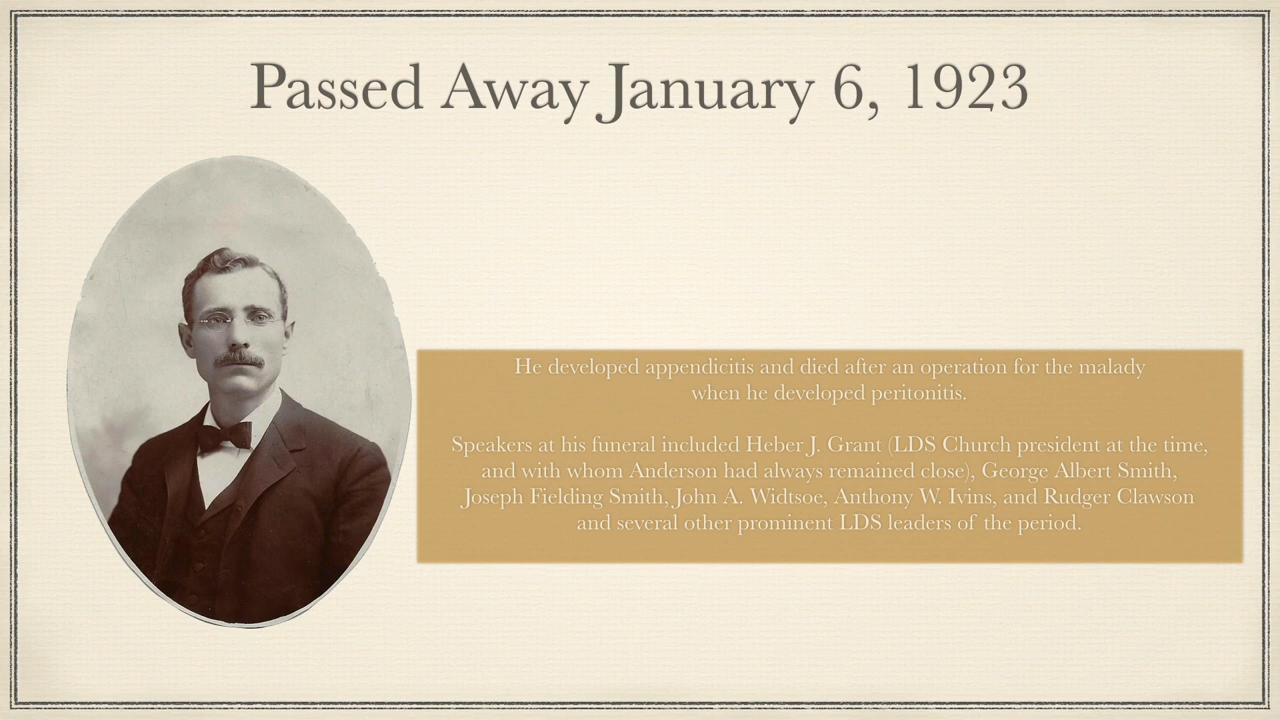 Passed Away January 6, 1923
He developed appendicitis and died after an operation for the malady
when he developed peritonitis.
Speakers at his funeral included Heber J. Grant (LDS Church president at the time,
and with whom Anderson had always remained close), George Albert Smith,
Joseph Fielding Smith, John A. Widtsoe, Anthony W. Ivins, and Rudger Clawson
and several other prominent LDS leaders of the period.